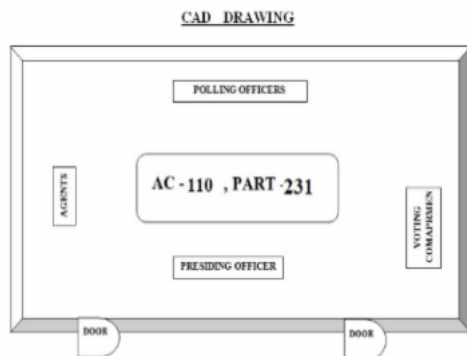 CAD DRAWING
POLLING OFFICERS
AGENTS
AC - 110 , PART -231
VOTING
COMAPRMEN
PRESIDING OFFICER
DOOR
DOOR